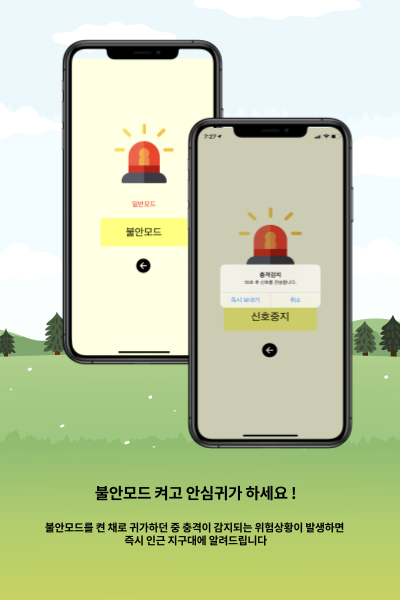 일반모드
불안모드
7:27
충격감지
10초 후 신호를 전송합니다.
즉시 보내기
취소
신호중지
불안모드 켜고 안심귀가 하세요 !
불안모드를 켠 채로 귀가하던 중 충격이 감지되는 위험상황이 발생하면
즉시 인근 지구대에 알려드립니다